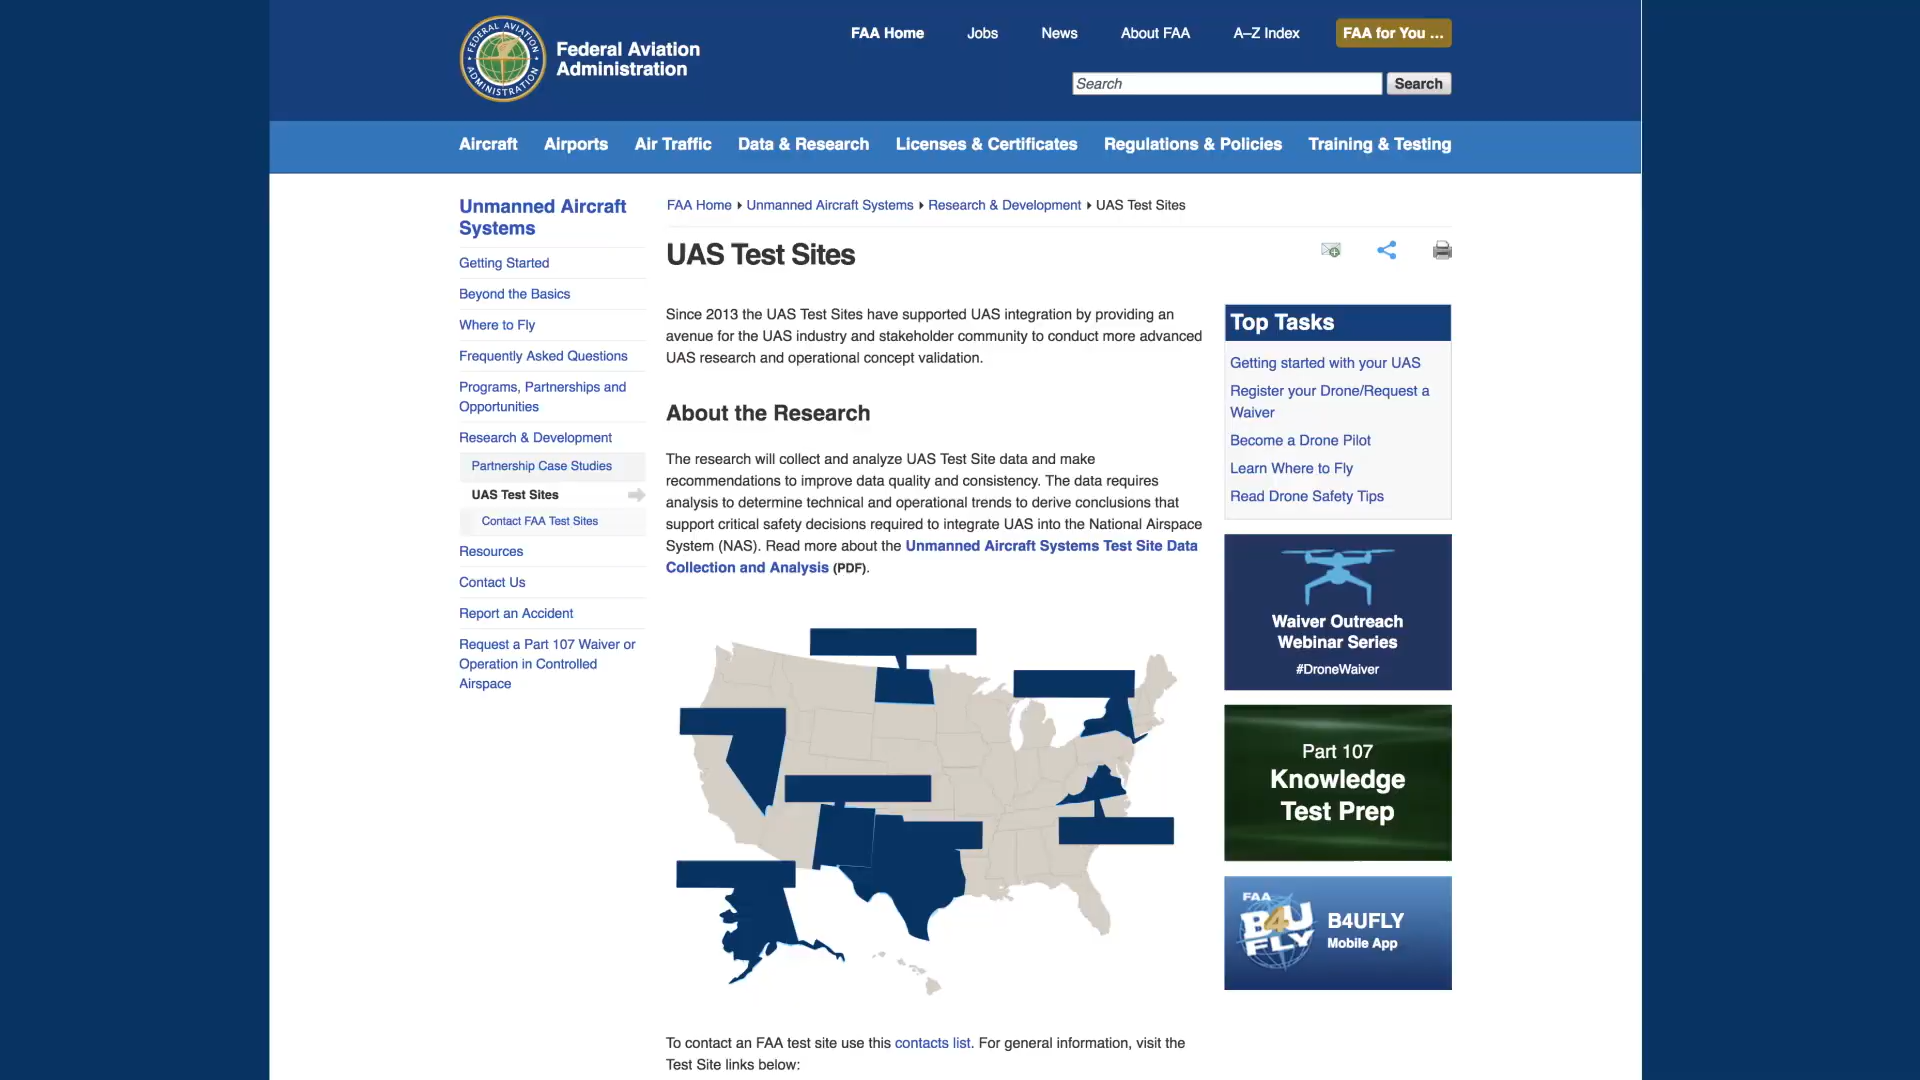 FEDERAL AVIATION
ADMINISTRATION
Federal Aviation
Administration
FAA Home
Jobs
News
About FAA
A–Z Index
FAA for You ...
Search
Search
Aircraft
Airports
Air Traffic
Data & Research
Licenses & Certificates
Regulations & Policies
Training & Testing
Unmanned Aircraft
Systems
Getting Started
Beyond the Basics
Where to Fly
Frequently Asked Questions
Programs, Partnerships and
Opportunities
Research & Development
Partnership Case Studies
UAS Test Sites
Contact FAA Test Sites
Resources
Contact Us
Report an Accident
Request a Part 107 Waiver or
Operation in Controlled
Airspace
FAA Home
Unmanned Aircraft Systems
Research & Development
UAS Test Sites
UAS Test Sites
Since 2013 the UAS Test Sites have supported UAS integration by providing an
avenue for the UAS industry and stakeholder community to conduct more advanced
UAS research and operational concept validation.
About the Research
The research will collect and analyze UAS Test Site data and make
recommendations to improve data quality and consistency. The data requires
analysis to determine technical and operational trends to derive conclusions that
support critical safety decisions required to integrate UAS into the National Airspace
System (NAS). Read more about the Unmanned Aircraft Systems Test Site Data
Collection and Analysis (PDF).
To contact an FAA test site use this contacts list. For general information, visit the
Test Site links below:
Top Tasks
Getting started with your UAS
Register your Drone/Request a
Waiver
Become a Drone Pilot
Learn Where to Fly
Read Drone Safety Tips
Waiver Outreach
Webinar Series
#DroneWaiver
Part 107
Knowledge
Test Prep
FAA
B4U
FLY
B4UFLY
Mobile App